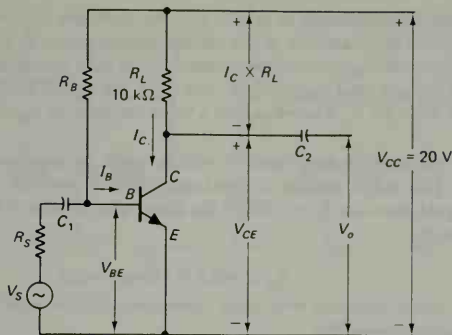 +
+
R_B
R_L
10 kΩ
I_C × R_L
I_C
−
+
C_2
V_CC = 20 V
I_B
C
B
C_1
E
R_S
V_BE
V_CE
V_o
V_S
−
−